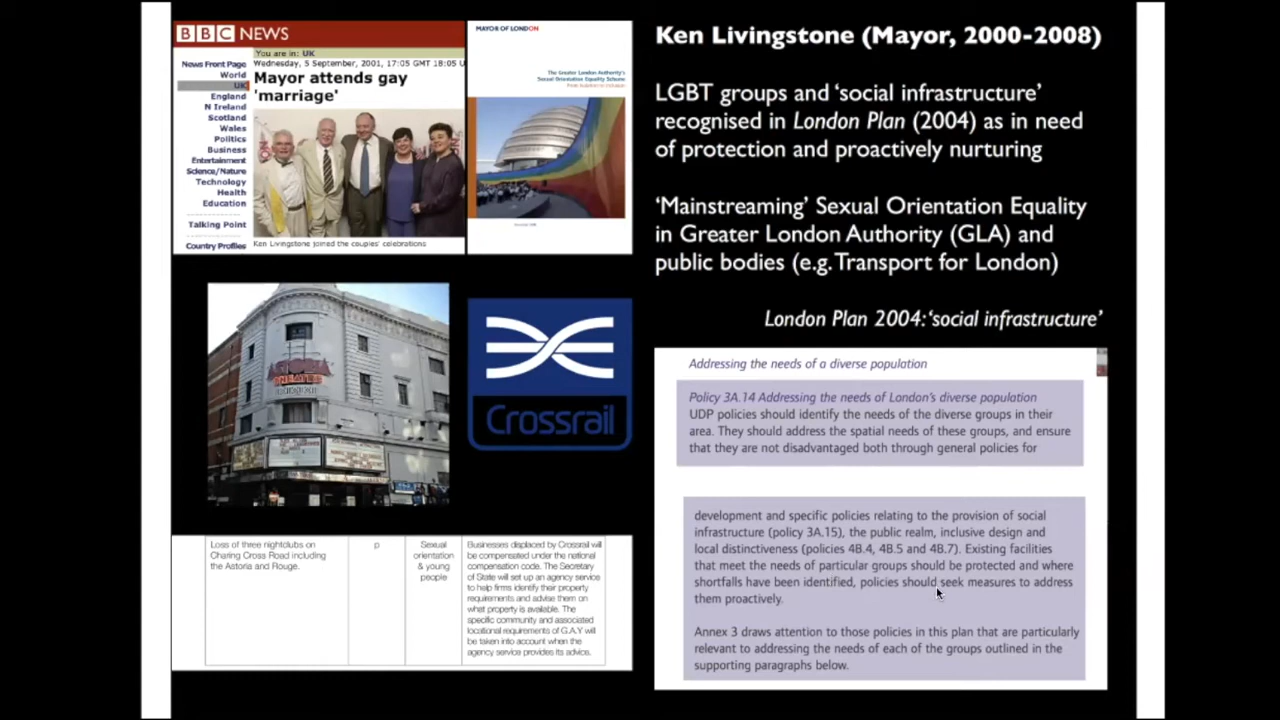 BBC NEWS
You are in: UK
News Front Page
World
UK
England
N Ireland
Scotland
Wales
Politics
Business
Entertainment
Science/Nature
Technology
Health
Education
Talking Point
Country Profiles
Wednesday, 5 September, 2001, 17:05 GMT 18:05 U
Mayor attends gay
'marriage'
Ken Livingstone joined the couples' celebrations
MAYOR OF LONDON
The Greater London Authority's
Sexual Orientation Equality Scheme
ASTORIA
Crossrail
Loss of three nightclubs on
Charing Cross Road including
the Astoria and Rouge.
p
Sexual
orientation
& young
people
Businesses displaced by Crossrail will
be compensated under the national
compensation code. The Secretary
of State will set up an agency service
to help firms identify their property
requirements and advise them on
what property is available. The
specific community and associated
locational requirements of G.A.Y will
be taken into account when the
agency service provides its advice.
Ken Livingstone (Mayor, 2000-2008)
LGBT groups and ‘social infrastructure’
recognised in London Plan (2004) as in need
of protection and proactively nurturing
‘Mainstreaming’ Sexual Orientation Equality
in Greater London Authority (GLA) and
public bodies (e.g. Transport for London)
London Plan 2004: ‘social infrastructure’
Addressing the needs of a diverse population
Policy 3A.14 Addressing the needs of London’s diverse population
UDP policies should identify the needs of the diverse groups in their
area. They should address the spatial needs of these groups, and ensure
that they are not disadvantaged both through general policies for
development and specific policies relating to the provision of social
infrastructure (policy 3A.15), the public realm, inclusive design and
local distinctiveness (policies 4B.4, 4B.5 and 4B.7). Existing facilities
that meet the needs of particular groups should be protected and where
shortfalls have been identified, policies should seek measures to address
them proactively.
Annex 3 draws attention to those policies in this plan that are particularly
relevant to addressing the needs of each of the groups outlined in the
supporting paragraphs below.